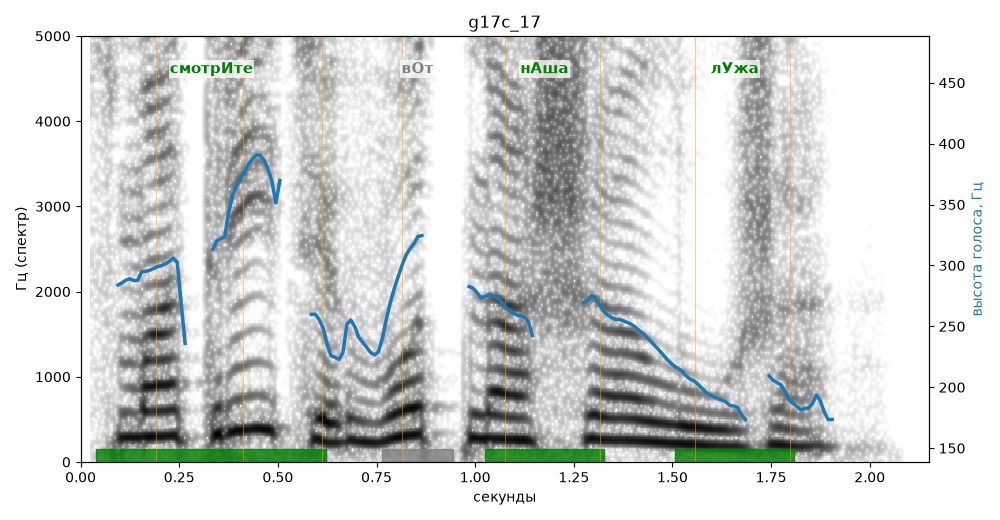 g17c_17
5000
4000
3000
2000
1000
0
Гц (спектр)
смотрИте
вОт
нАша
лУжа
450
400
350
300
250
200
150
высота голоса, Гц
0.00 0.25 0.50 0.75 1.00 1.25 1.50 1.75 2.00
секунды